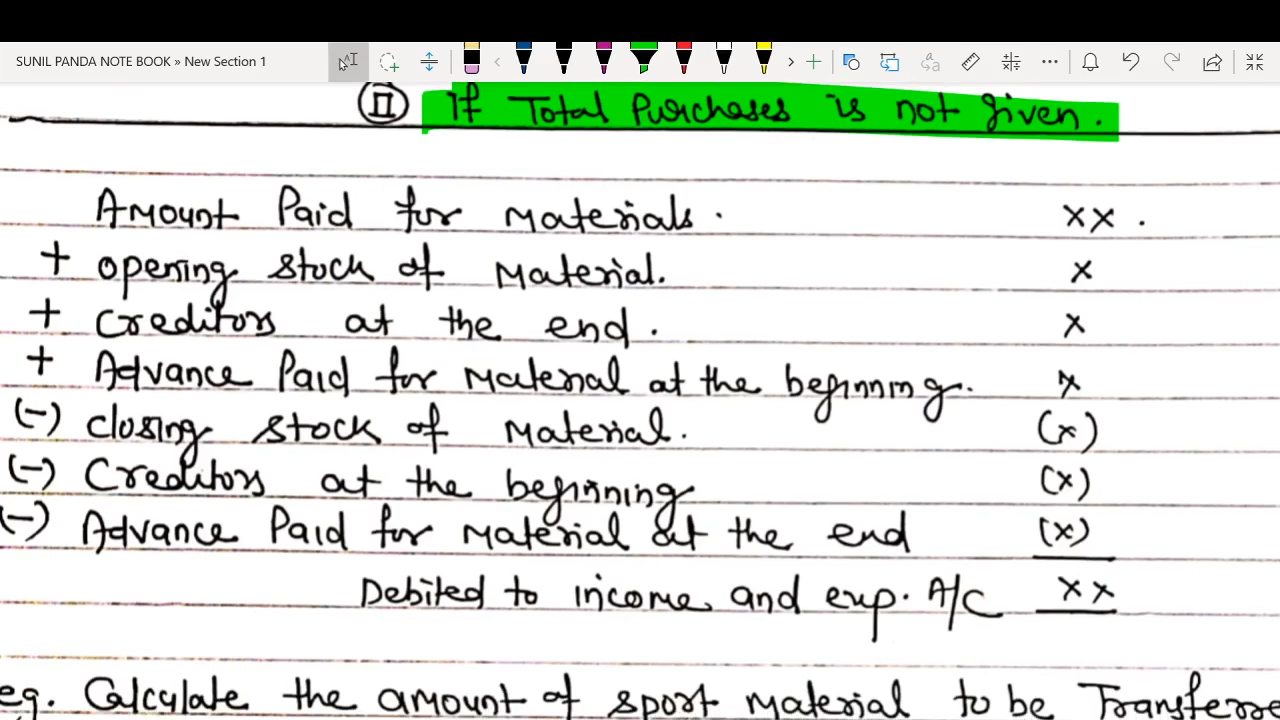 SUNIL PANDA NOTE BOOK » New Section 1
II If Total Purchases is not given.
Amount Paid for materials. xx.
+ opening stock of Material. x
+ Creditors at the end. x
+ Advance Paid for material at the beginning. x
(-) closing stock of material. (x)
(-) Creditors at the beginning (x)
(-) Advance Paid for material at the end (x)
Debited to income and exp. A/C xx
eg. Calculate the amount of sport material to be Transferre